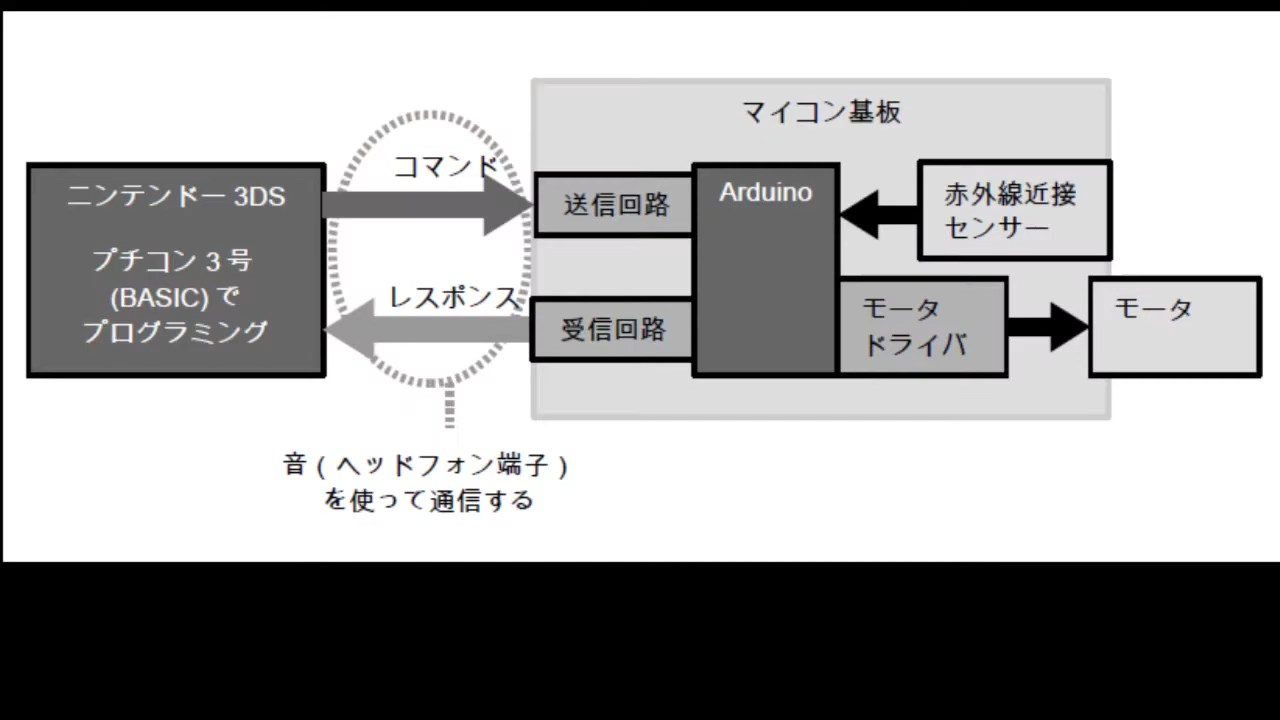 マイコン基板
コマンド
ニンテンドー 3DS
プチコン 3 号
(BASIC) で
プログラミング
送信回路
Arduino
赤外線近接
センサー
レスポンス
受信回路
モータ
ドライバ
モータ
音 ( ヘッドフォン端子 )
を使って通信する